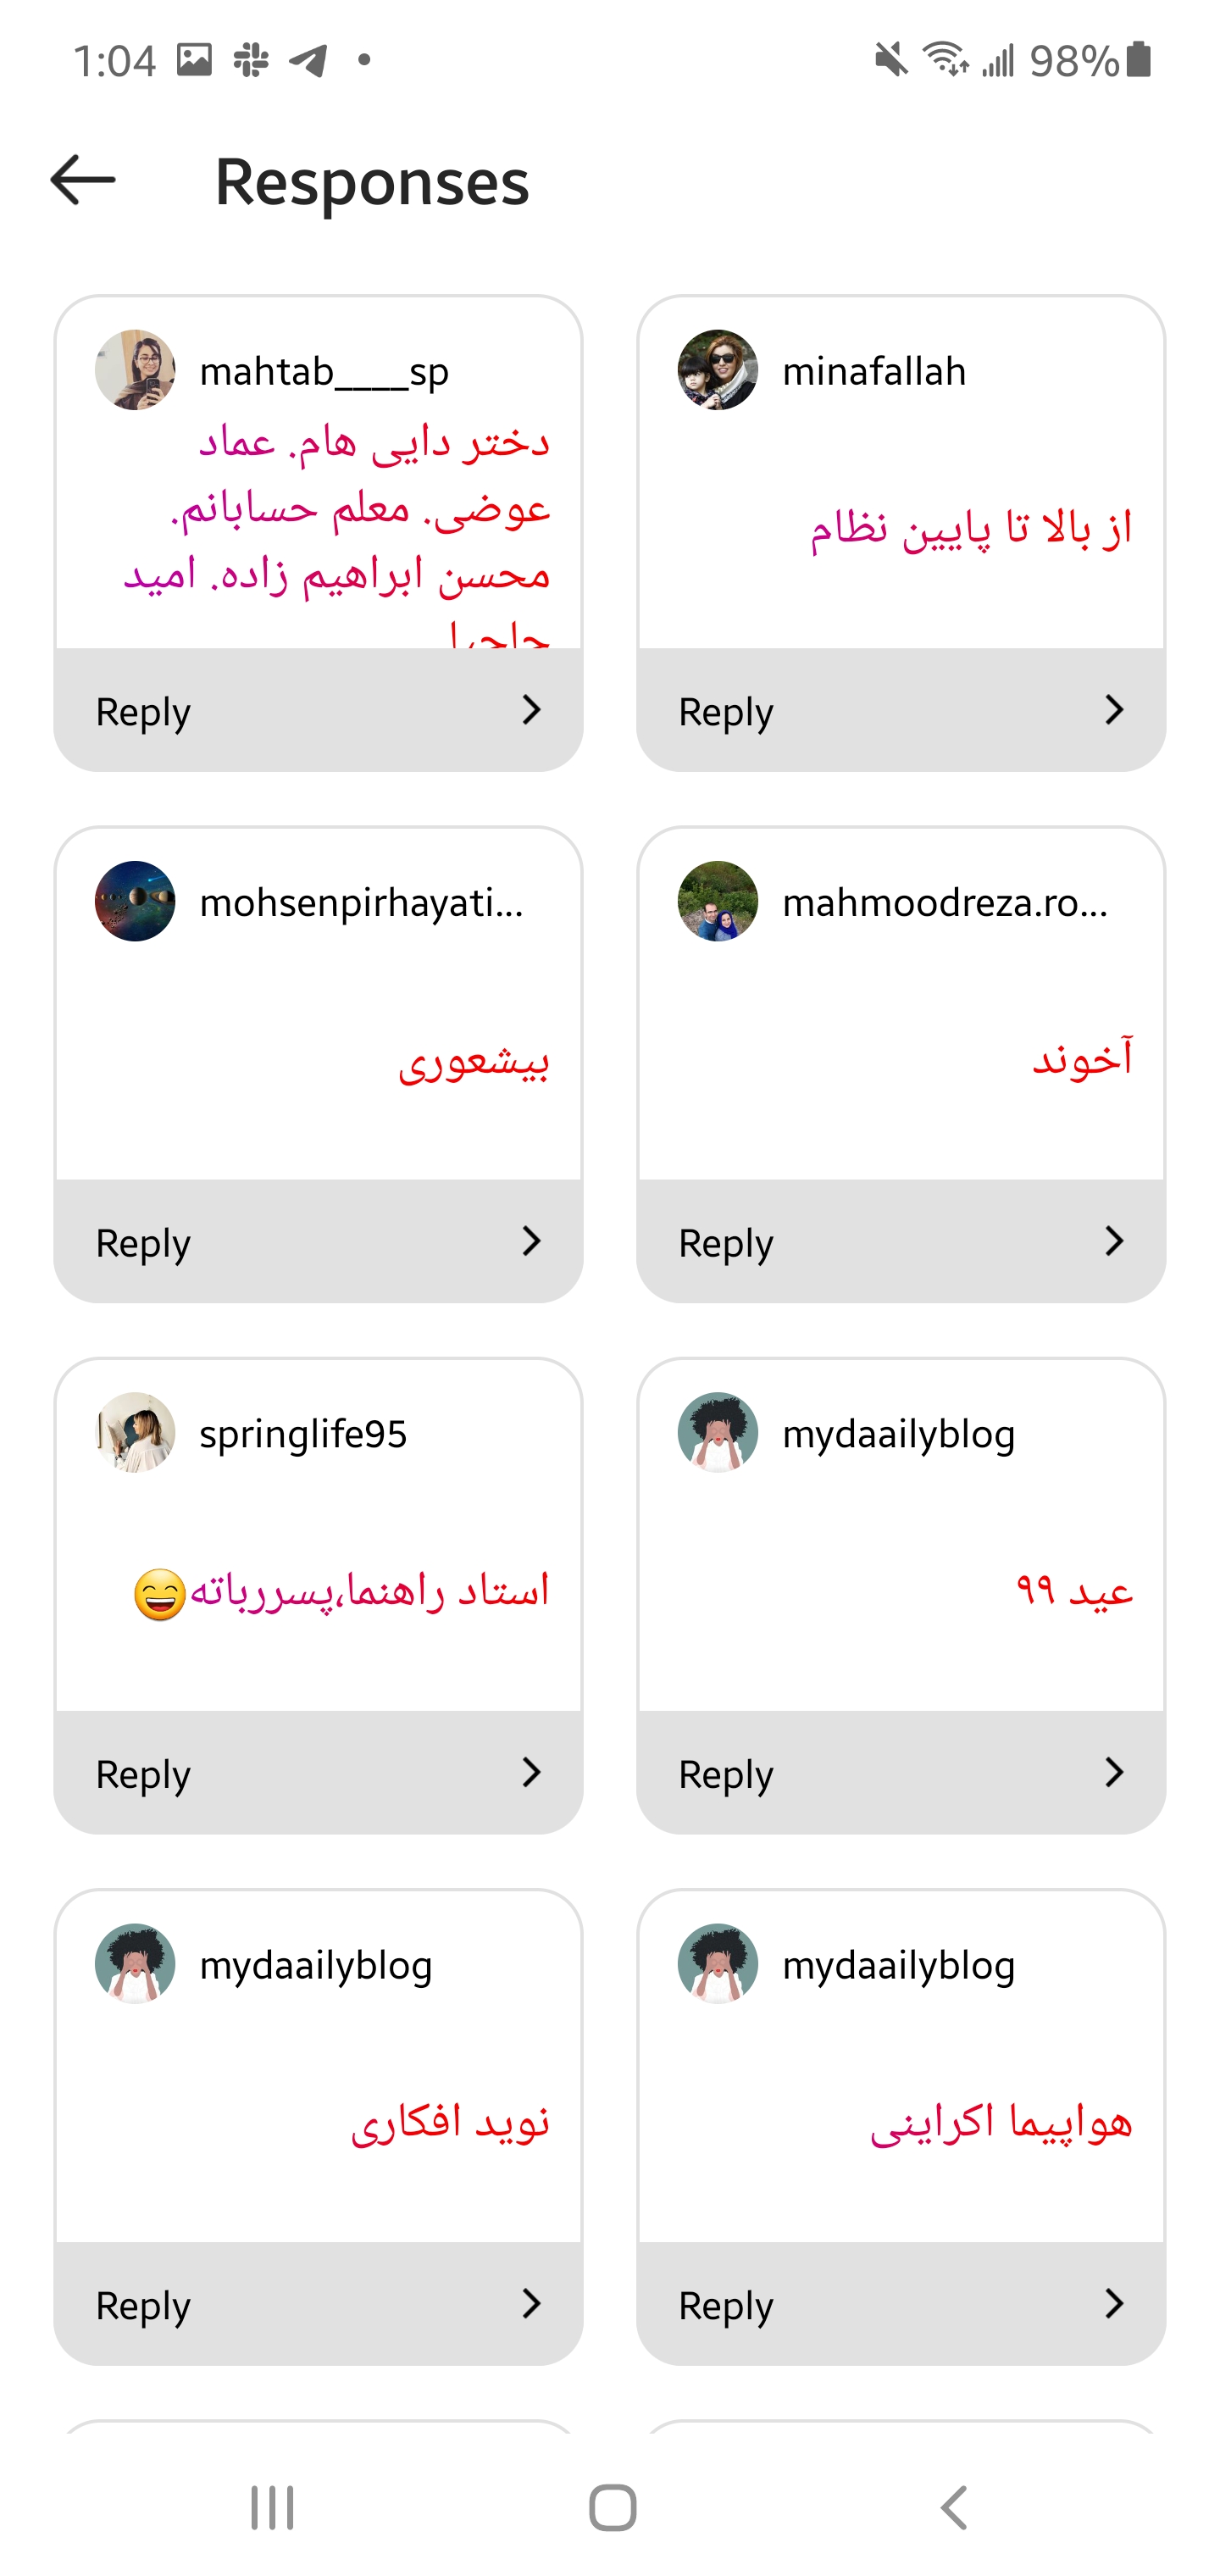 1:04
98%
Responses
mahtab____sp
دختر دایی هام. عماد
عوضی. معلم حسابانم.
محسن ابراهیم زاده. امید
Reply
minafallah
از بالا تا پایین نظام
Reply
mohsenpirhayati...
بیشعوری
Reply
mahmoodreza.ro...
آخوند
Reply
springlife95
استاد راهنما،پسررباته😄
Reply
mydaailyblog
عید ۹۹
Reply
mydaailyblog
نوید افکاری
Reply
mydaailyblog
هواپیما اکراینی
Reply